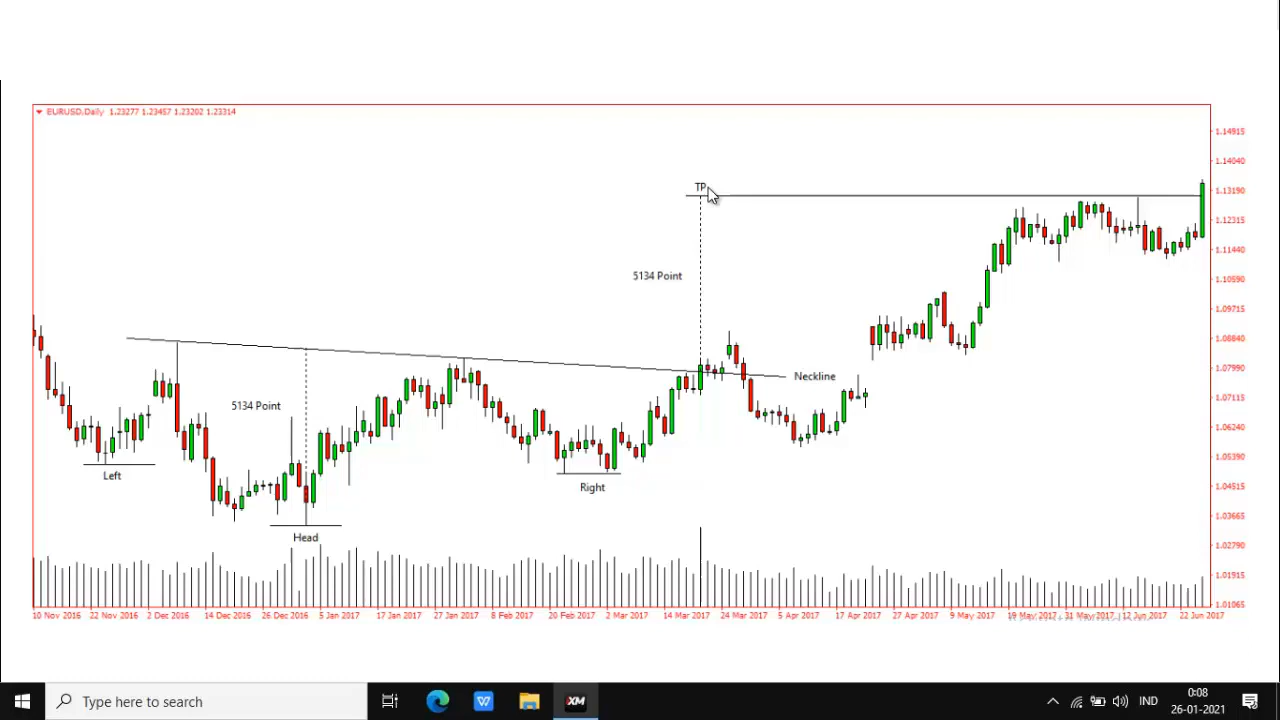 EURUSD,Daily 1.23277 1.23457 1.23202 1.23314
1.14915
1.14040
TP
1.13190
1.12315
1.11440
5134 Point
1.10590
1.09715
1.08840
1.07990
Neckline
1.07115
5134 Point
1.06240
1.05390
Left
1.04515
Right
1.03665
Head
1.02790
1.01915
1.01065
10 Nov 2016 22 Nov 2016 2 Dec 2016 14 Dec 2016 26 Dec 2016 5 Jan 2017 17 Jan 2017 27 Jan 2017 8 Feb 2017 20 Feb 2017 2 Mar 2017 14 Mar 2017 24 Mar 2017 5 Apr 2017 17 Apr 2017 27 Apr 2017 9 May 2017 19 May 2017 31 May 2017 12 Jun 2017 22 Jun 2017
Type here to search
W
XM
IND
0:08
26-01-2021